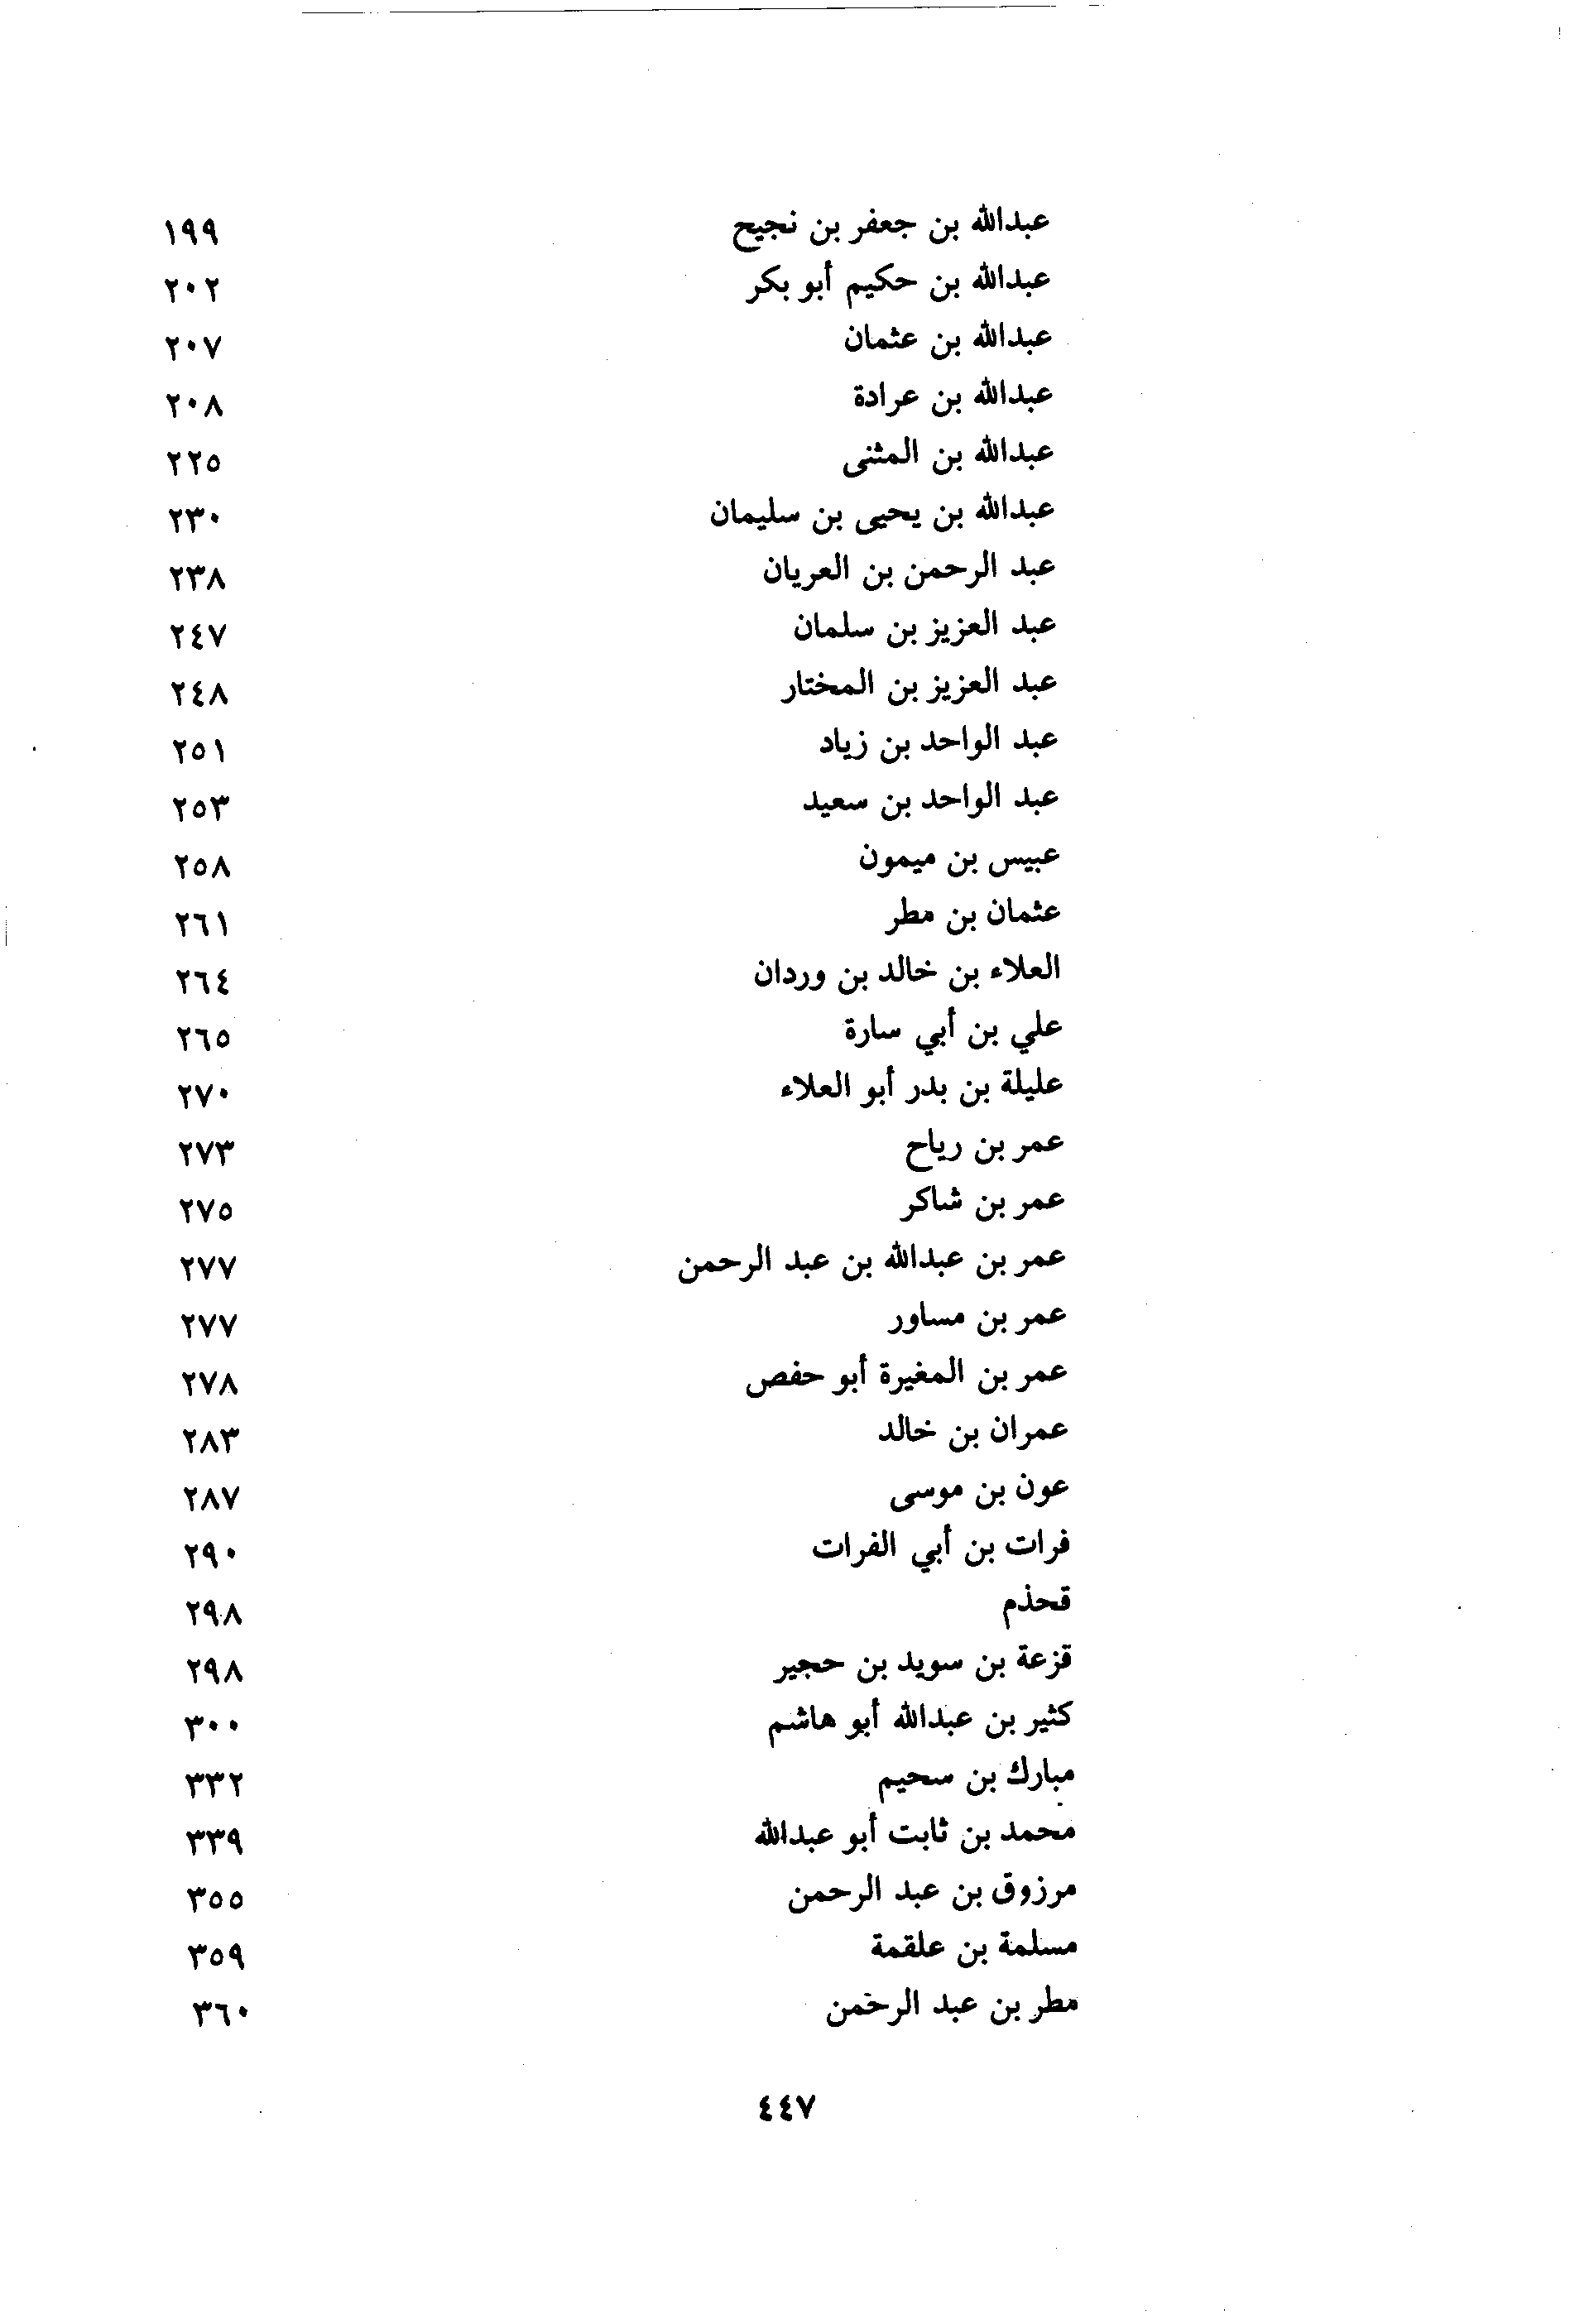 عبدالله بن جعفر بن نجيح ١٩٩
عبدالله بن حكيم أبو بكر ٢٠٢
عبدالله بن عثمان ٢٠٧
عبدالله بن عرادة ٢٠٨
عبدالله بن المثنى ٢٢٥
عبدالله بن يحيى بن سليمان ٢٣٠
عبد الرحمن بن العريان ٢٣٨
عبد العزيز بن سلمان ٢٤٧
عبد العزيز بن المختار ٢٤٨
عبد الواحد بن زياد ٢٥١
عبد الواحد بن سعيد ٢٥٣
عبيس بن ميمون ٢٥٨
عثمان بن مطر ٢٦١
العلاء بن خالد بن وردان ٢٦٤
علي بن أبي سارة ٢٦٥
عليلة بن بدر أبو العلاء ٢٧٠
عمر بن رياح ٢٧٣
عمر بن شاكر ٢٧٥
عمر بن عبدالله بن عبد الرحمن ٢٧٧
عمر بن مساور ٢٧٧
عمر بن المغيرة أبو حفص ٢٧٨
عمران بن خالد ٢٨٣
عون بن موسى ٢٨٧
فرات بن أبي الفرات ٢٩٠
قحذم ٢٩٨
قزعة بن سويد بن حجير ٢٩٨
كثير بن عبدالله أبو هاشم ٣٠٠
مبارك بن سحيم ٣٣٢
محمد بن ثابت أبو عبدالله ٣٣٩
مرزوق بن عبد الرحمن ٣٥٥
مسلمة بن علقمة ٣٥٩
مطر بن عبد الرحمن ٣٦٠
٤٤٧